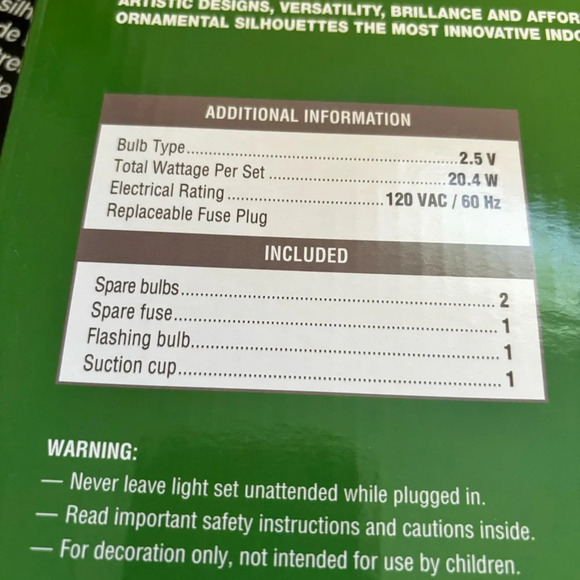 ARTISTIC DESIGNS, VERSATILITY, BRILLANCE AND
ORNAMENTAL SILHOUETTES THE MOST INNOVATIVE
ADDITIONAL INFORMATION
Bulb Type 2.5 V
Total Wattage Per Set 20.4 W
Electrical Rating 120 VAC / 60 Hz
Replaceable Fuse Plug
INCLUDED
Spare bulbs 2
Spare fuse 1
Flashing bulb 1
Suction cup 1
WARNING:
— Never leave light set unattended while plugged in.
— Read important safety instructions and cautions inside.
— For decoration only, not intended for use by children.